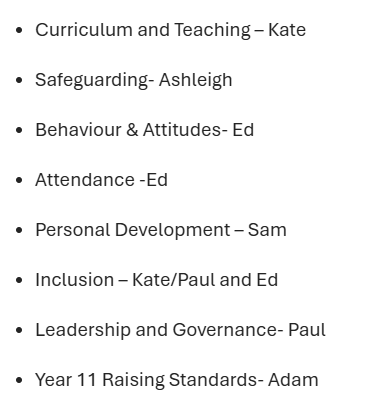 • Curriculum and Teaching – Kate
• Safeguarding- Ashleigh
• Behaviour & Attitudes- Ed
• Attendance -Ed
• Personal Development – Sam
• Inclusion – Kate/Paul and Ed
• Leadership and Governance- Paul
• Year 11 Raising Standards- Adam